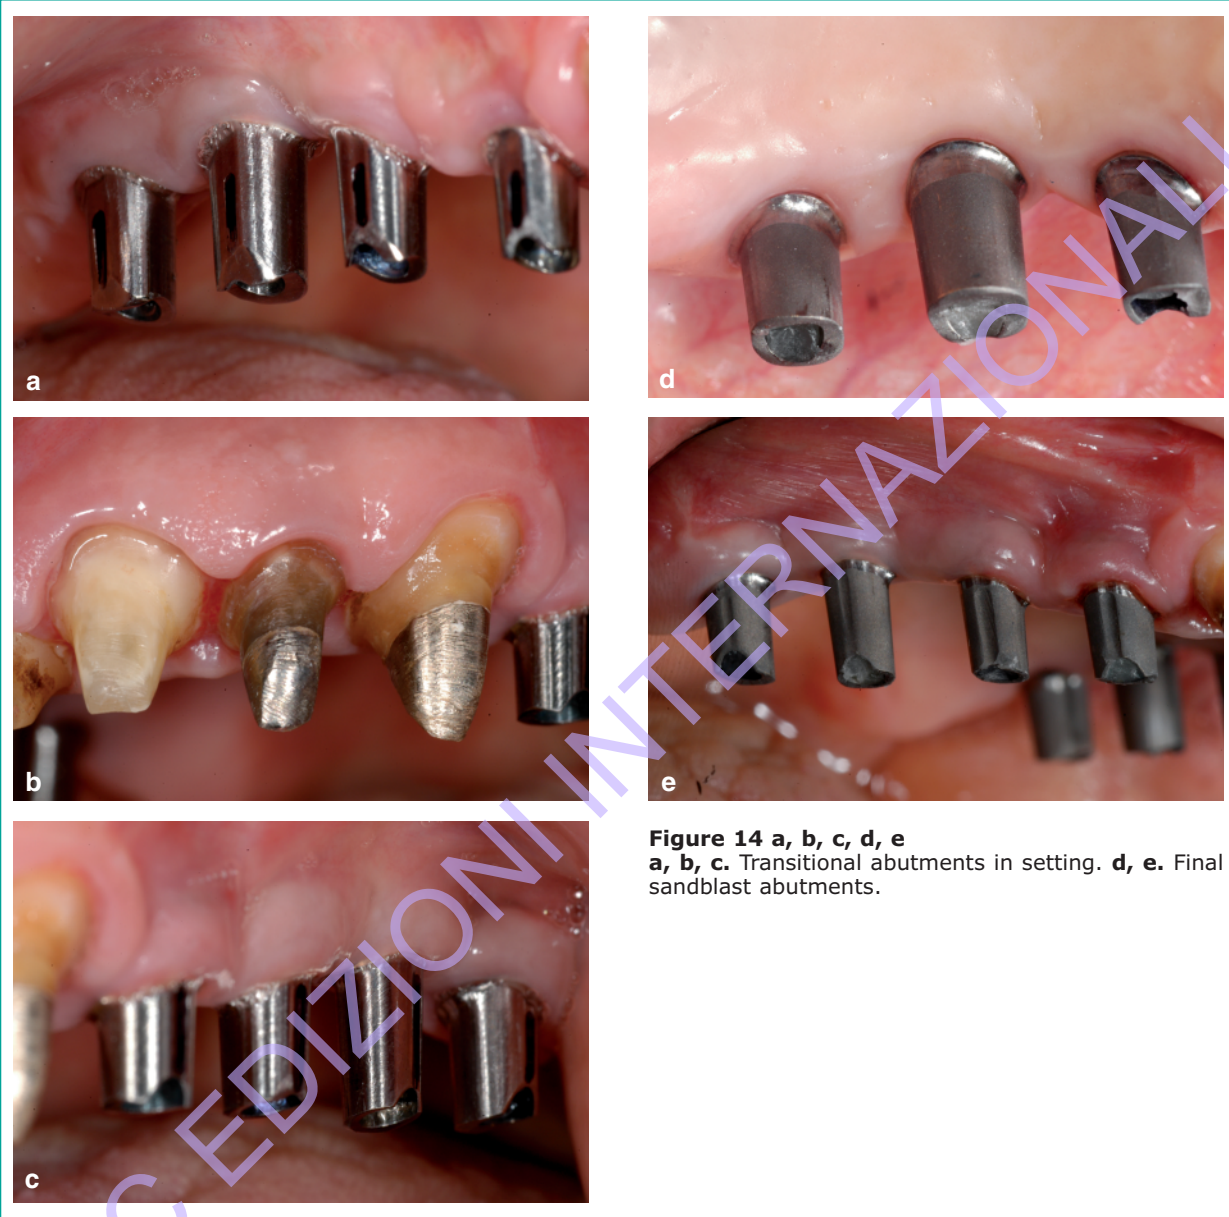 a
b
c
d
e
Figure 14 a, b, c, d, e
a, b, c. Transitional abutments in setting. d, e. Final
sandblast abutments.
C EDIZIONI INTERNAZIONALI